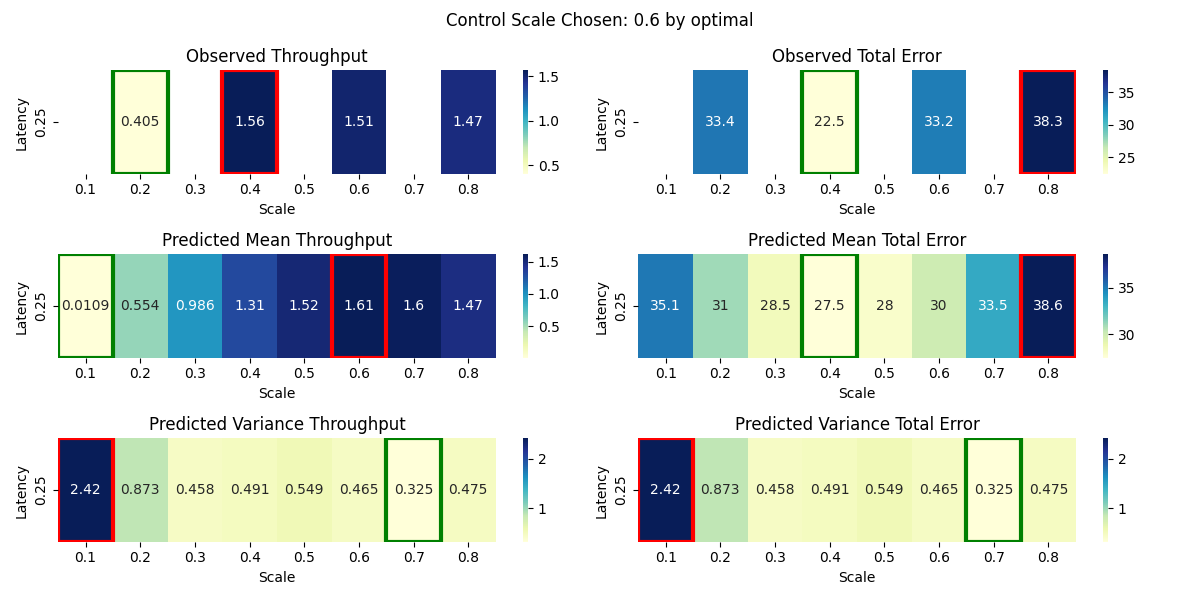 Control Scale Chosen: 0.6 by optimal
Observed Throughput
Latency
0.25
0.405 1.56 1.51 1.47
0.1 0.2 0.3 0.4 0.5 0.6 0.7 0.8
Scale
1.5
1.0
0.5
Observed Total Error
Latency
0.25
33.4 22.5 33.2 38.3
0.1 0.2 0.3 0.4 0.5 0.6 0.7 0.8
Scale
35
30
25
Predicted Mean Throughput
Latency
0.25
0.0109 0.554 0.986 1.31 1.52 1.61 1.6 1.47
0.1 0.2 0.3 0.4 0.5 0.6 0.7 0.8
Scale
1.5
1.0
0.5
Predicted Mean Total Error
Latency
0.25
35.1 31 28.5 27.5 28 30 33.5 38.6
0.1 0.2 0.3 0.4 0.5 0.6 0.7 0.8
Scale
35
30
Predicted Variance Throughput
Latency
0.25
2.42 0.873 0.458 0.491 0.549 0.465 0.325 0.475
0.1 0.2 0.3 0.4 0.5 0.6 0.7 0.8
Scale
2
1
Predicted Variance Total Error
Latency
0.25
2.42 0.873 0.458 0.491 0.549 0.465 0.325 0.475
0.1 0.2 0.3 0.4 0.5 0.6 0.7 0.8
Scale
2
1